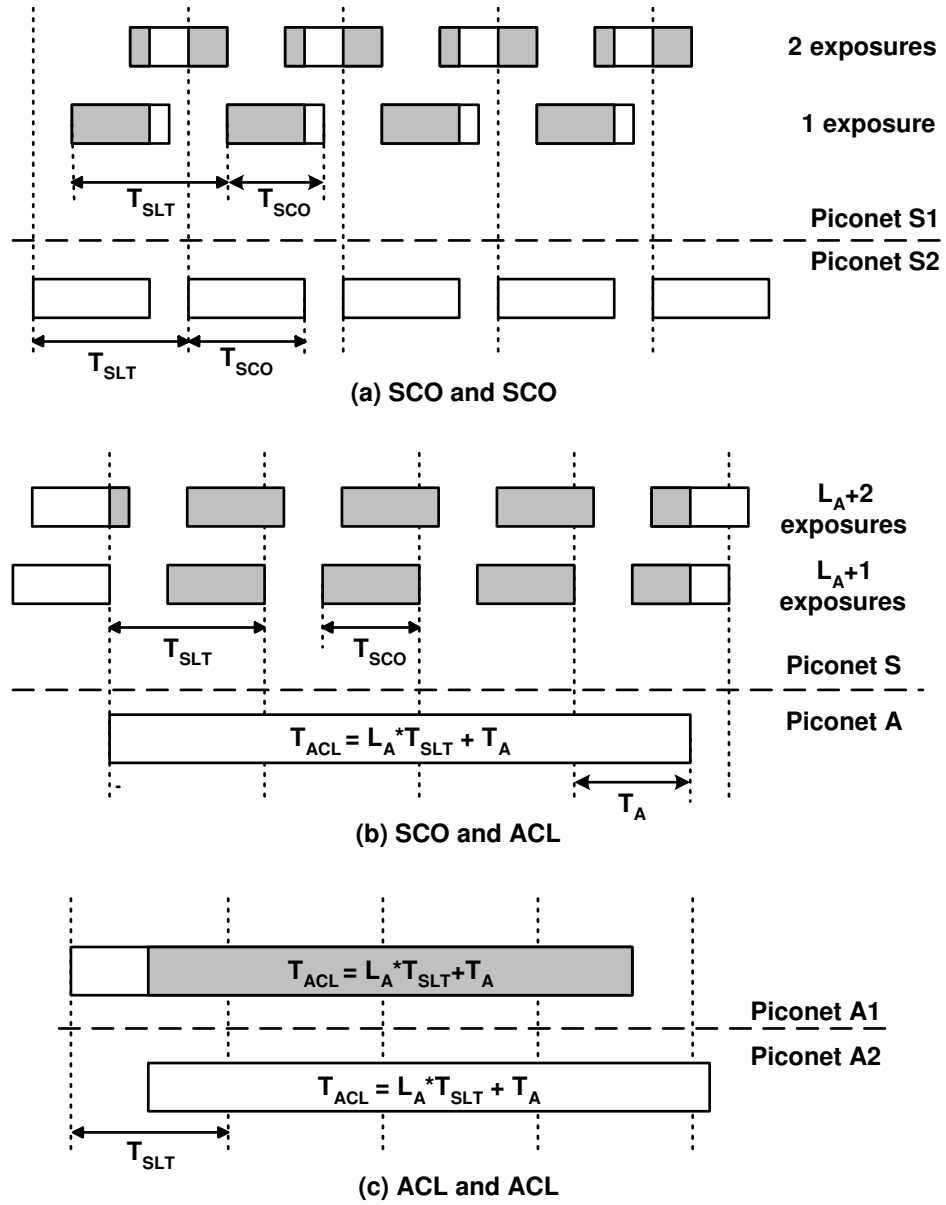 2 exposures
1 exposure
T_SLT
T_SCO
Piconet S1
Piconet S2
T_SLT
T_SCO
(a) SCO and SCO
L_A+2
exposures
L_A+1
exposures
T_SLT
T_SCO
Piconet S
Piconet A
T_ACL = L_A*T_SLT + T_A
T_A
(b) SCO and ACL
T_ACL = L_A*T_SLT+T_A
Piconet A1
Piconet A2
T_ACL = L_A*T_SLT + T_A
T_SLT
(c) ACL and ACL